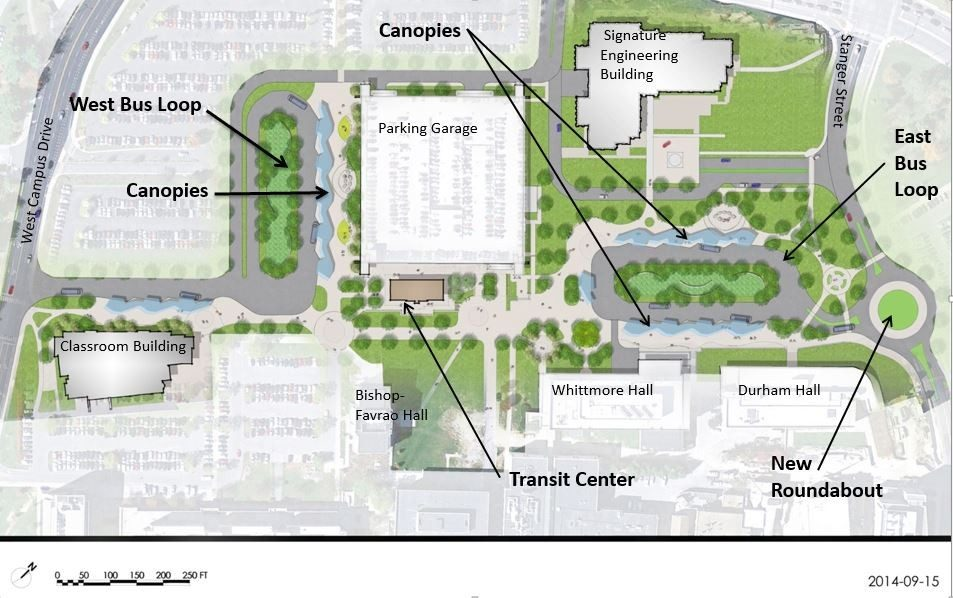 Canopies
Signature
Engineering
Building
Stanger Street
West Bus Loop
Parking Garage
East
Bus
Loop
West Campus Drive
Canopies
Classroom Building
Bishop-
Favrao Hall
Whittmore Hall
Durham Hall
Transit Center
New
Roundabout
N
0 50 100 150 200 250 FT
2014-09-15